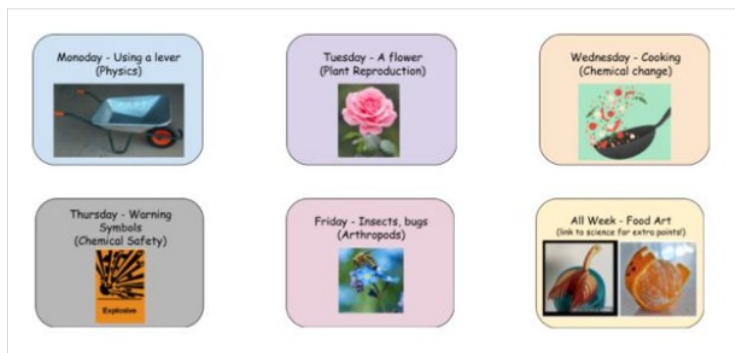 Monoday - Using a lever
(Physics)
Tuesday - A flower
(Plant Reproduction)
Wednesday - Cooking
(Chemical change)
Thursday - Warning
Symbols
(Chemical Safety)
Explosive
Friday - Insects, bugs
(Arthropods)
All Week - Food Art
(link to science for extra points!)